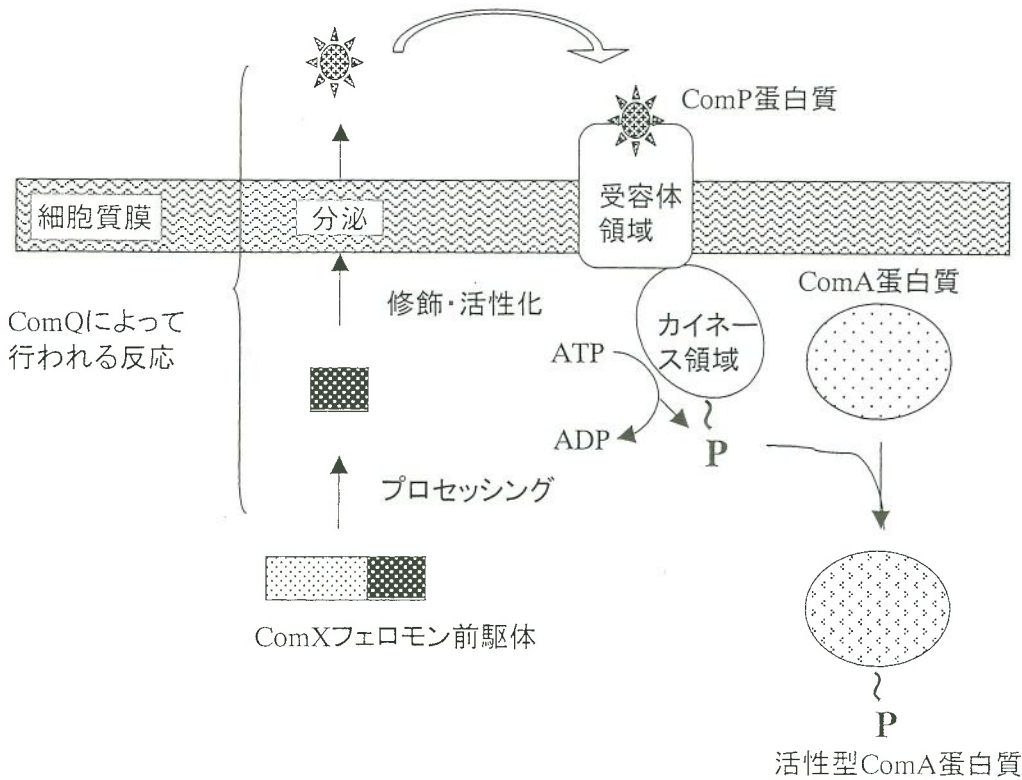 ComP蛋白質
細胞質膜
分泌
受容体
領域
ComA蛋白質
修飾・活性化
ComQによって
行われる反応
カイネー
ス領域
ATP
ADP
P
プロセッシング
ComXフェロモン前駆体
P
活性型ComA蛋白質